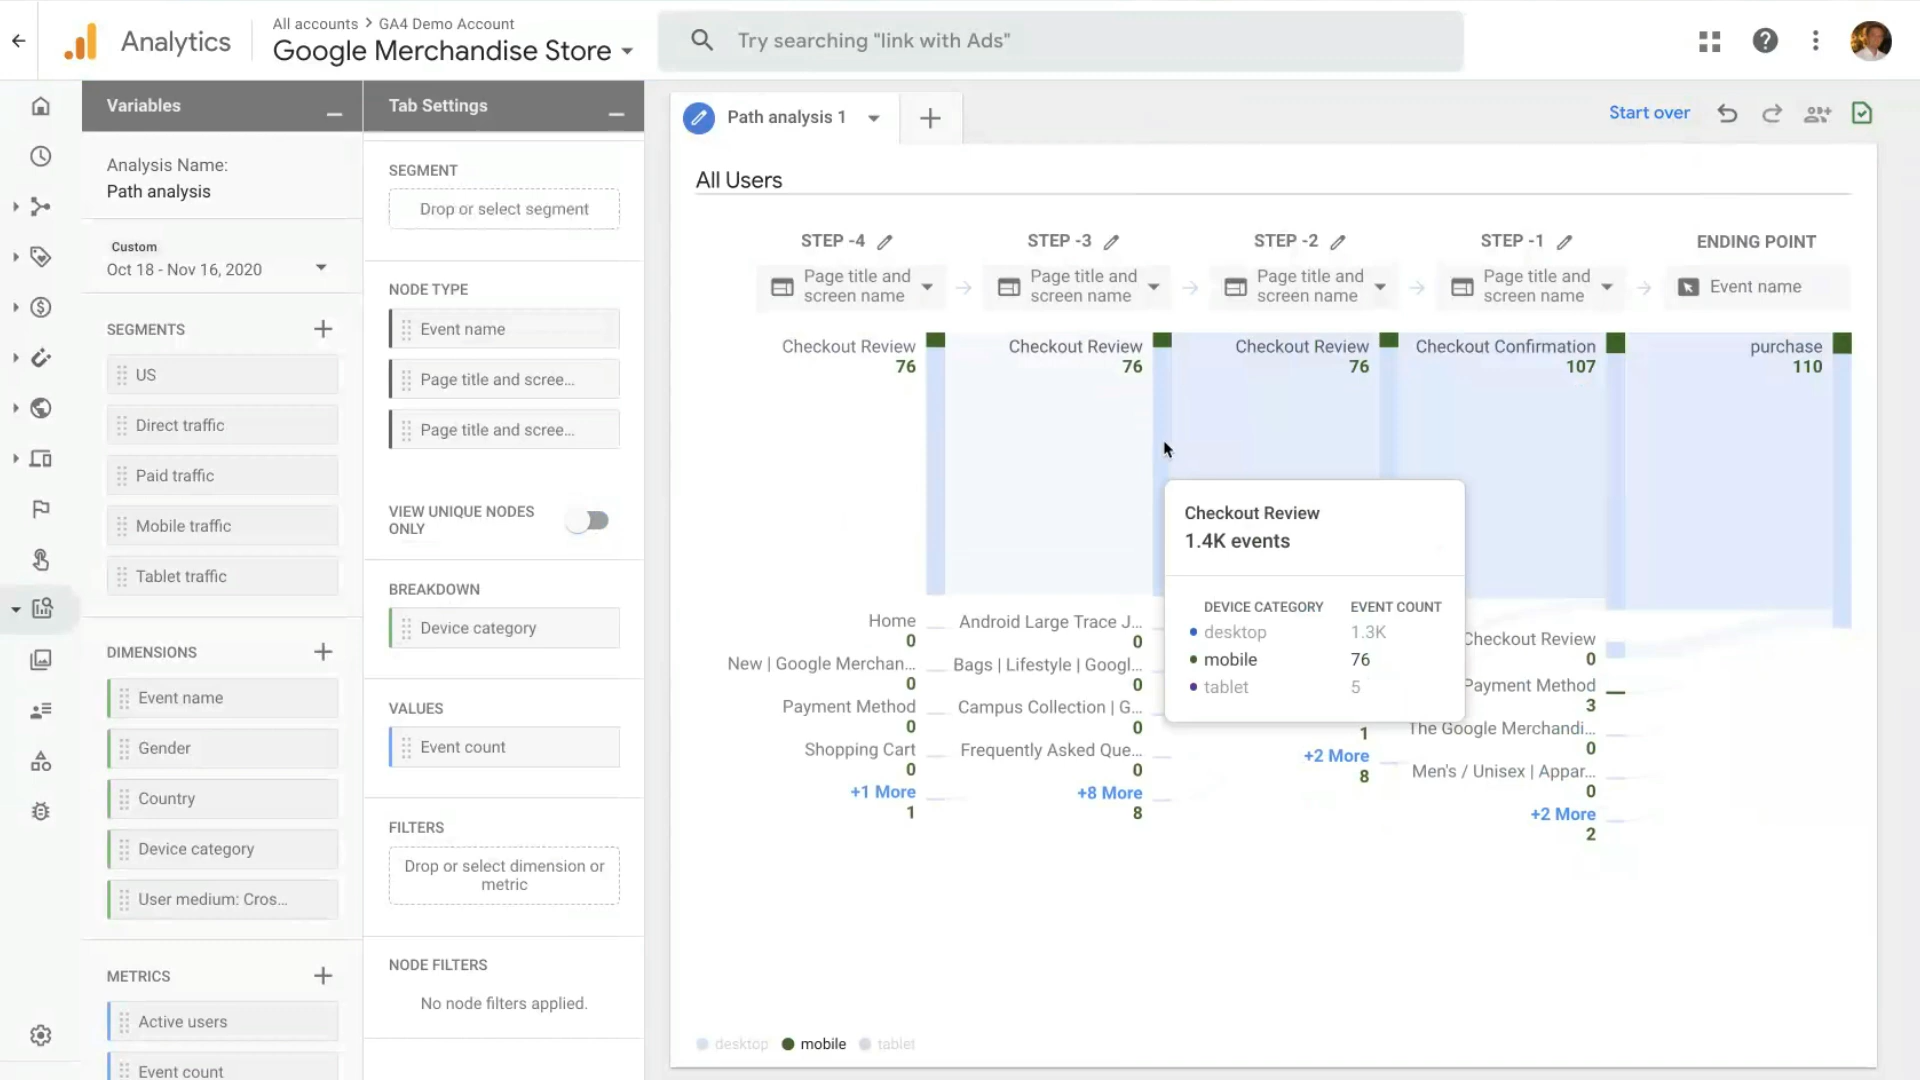 Analytics
All accounts > GA4 Demo Account
Google Merchandise Store
Try searching "link with Ads"
Variables
Analysis Name:
Path analysis
Custom
Oct 18 - Nov 16, 2020
SEGMENTS
US
Direct traffic
Paid traffic
Mobile traffic
Tablet traffic
DIMENSIONS
Event name
Gender
Country
Device category
User medium: Cros...
METRICS
Active users
Event count
Tab Settings
SEGMENT
Drop or select segment
NODE TYPE
Event name
Page title and scree...
Page title and scree...
VIEW UNIQUE NODES
ONLY
BREAKDOWN
Device category
VALUES
Event count
FILTERS
Drop or select dimension or
metric
NODE FILTERS
No node filters applied.
Path analysis 1
Start over
All Users
STEP -4
Page title and
screen name
Checkout Review
76
Home
0
New | Google Merchan...
0
Payment Method
0
Shopping Cart
0
+1 More
1
STEP -3
Page title and
screen name
Checkout Review
76
Android Large Trace J...
0
Bags | Lifestyle | Googl...
0
Campus Collection | G...
0
Frequently Asked Que...
0
+8 More
8
STEP -2
Page title and
screen name
Checkout Review
76
1
+2 More
8
STEP -1
Page title and
screen name
Checkout Confirmation
107
Checkout Review
0
Payment Method
3
The Google Merchandi...
0
Men's / Unisex | Appar...
0
+2 More
2
ENDING POINT
Event name
purchase
110
Checkout Review
1.4K events
DEVICE CATEGORY EVENT COUNT
desktop 1.3K
mobile 76
tablet 5
desktop mobile tablet